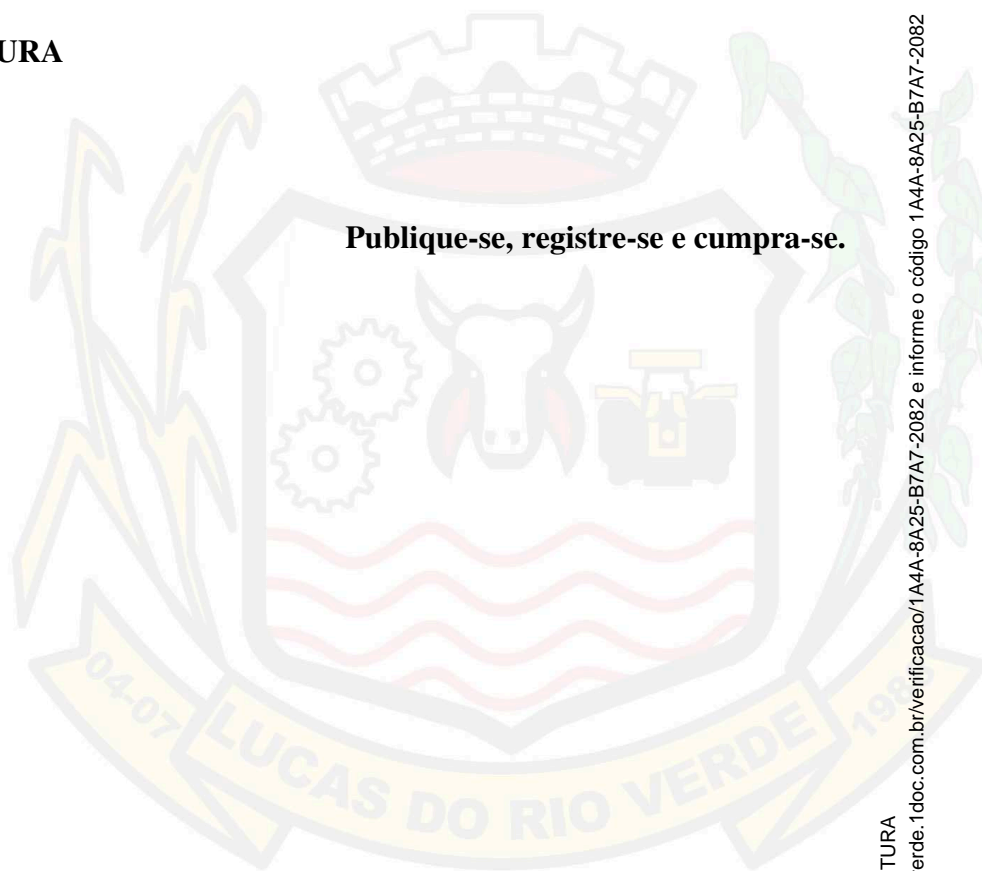 URA
Publique-se, registre-se e cumpra-se.
04-07
LUCAS DO RIO VERDE
1988
TURA
erde.1doc.com.br/verificacao/1A4A-8A25-B7A7-2082 e informe o código 1A4A-8A25-B7A7-2082